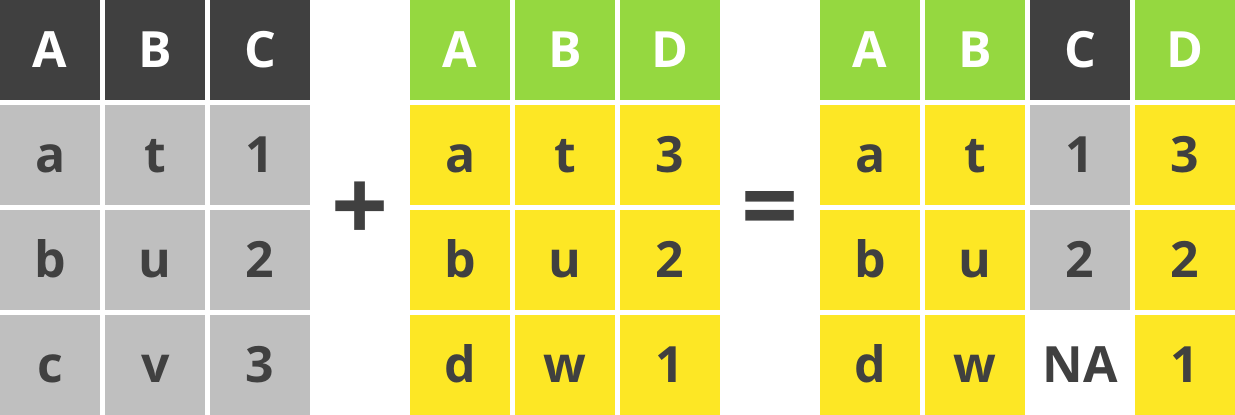 A B C A B D A B C D
a t 1 a t 3 a t 1 3
+ =
b u 2 b u 2 b u 2 2
c v 3 d w 1 d w NA 1